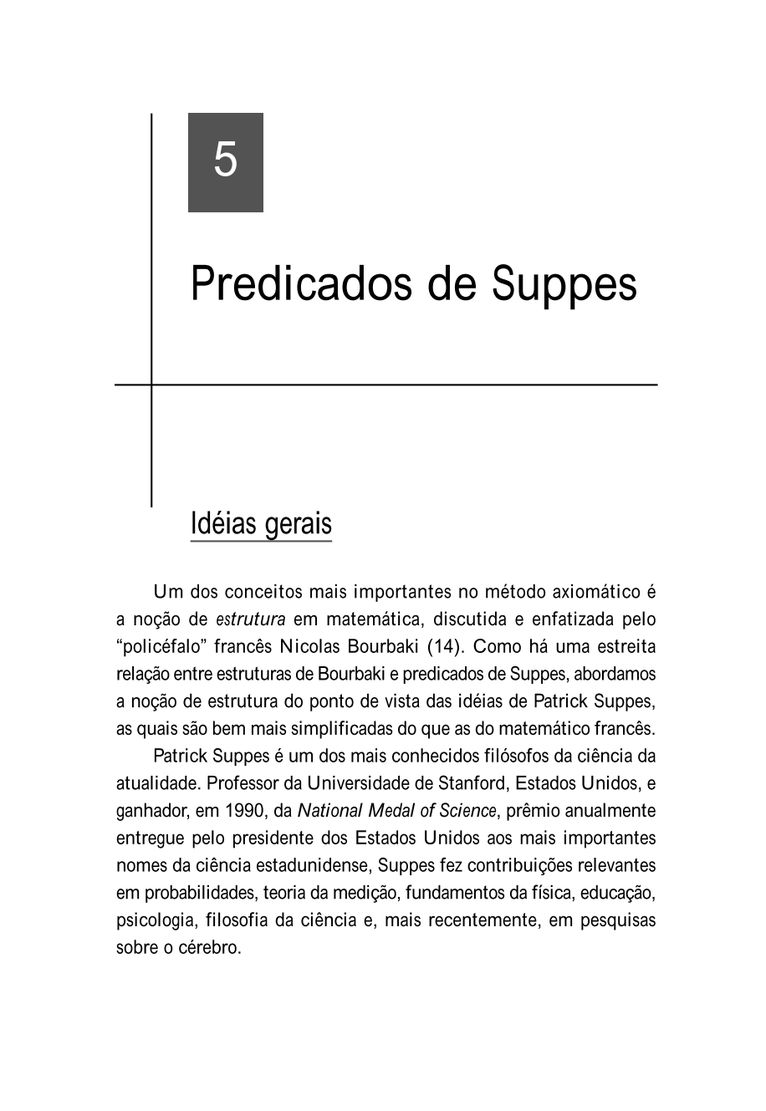 5
Predicados de Suppes
Idéias gerais
Um dos conceitos mais importantes no método axiomático é
a noção de estrutura em matemática, discutida e enfatizada pelo
“policéfalo” francês Nicolas Bourbaki (14). Como há uma estreita
relação entre estruturas de Bourbaki e predicados de Suppes, abordamos
a noção de estrutura do ponto de vista das idéias de Patrick Suppes,
as quais são bem mais simplificadas do que as do matemático francês.
Patrick Suppes é um dos mais conhecidos filósofos da ciência da
atualidade. Professor da Universidade de Stanford, Estados Unidos, e
ganhador, em 1990, da National Medal of Science, prêmio anualmente
entregue pelo presidente dos Estados Unidos aos mais importantes
nomes da ciência estadunidense, Suppes fez contribuições relevantes
em probabilidades, teoria da medição, fundamentos da física, educação,
psicologia, filosofia da ciência e, mais recentemente, em pesquisas
sobre o cérebro.